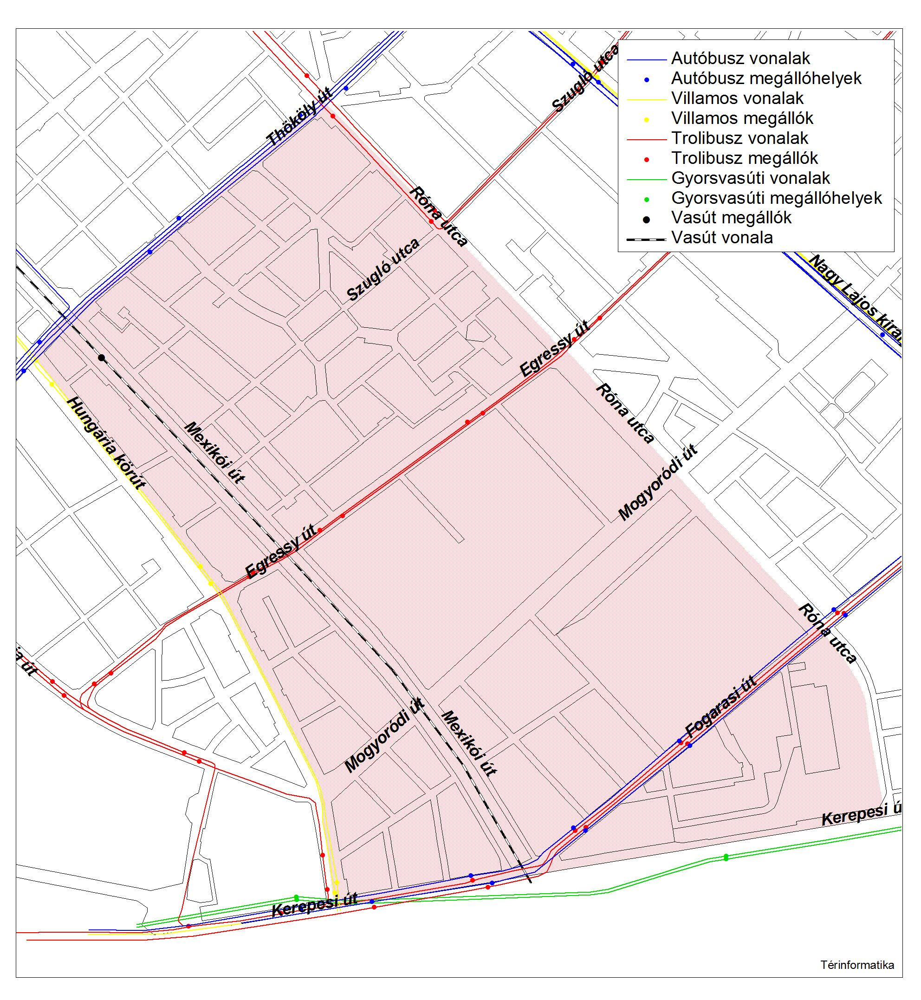 Autóbusz vonalak
Autóbusz megállóhelyek
Villamos vonalak
Villamos megállók
Trolibusz vonalak
Trolibusz megállók
Gyorsvasúti vonalak
Gyorsvasúti megállóhelyek
Vasút megállók
Vasút vonala
Szugló utca
Thököly út
Róna utca
Szugló utca
Nagy Lajos kirá
Egressy út
Róna utca
Hungária körút
Mexikói út
Mogyoródi út
Egressy út
Róna utca
ia út
Fogarasi út
Mogyoródi út
Mexikói út
Kerepesi ú
Kerepesi út
Térinformatika